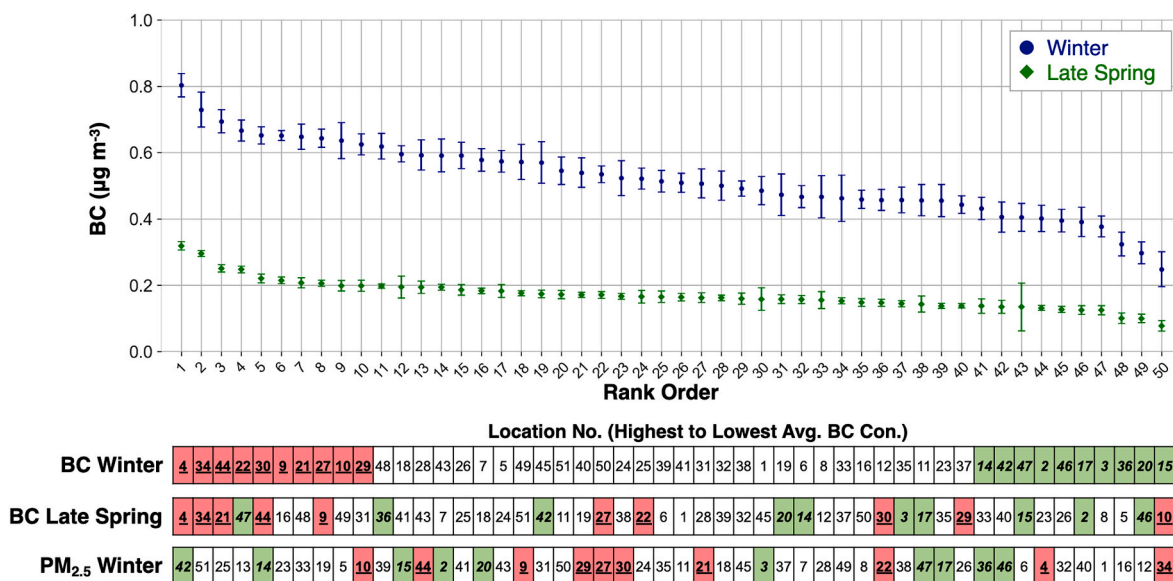 1.0
0.8
0.6
0.4
0.2
0.0
BC (µg m⁻³)
Winter
Late Spring
1 2 3 4 5 6 7 8 9 10 11 12 13 14 15 16 17 18 19 20 21 22 23 24 25 26 27 28 29 30 31 32 33 34 35 36 37 38 39 40 41 42 43 44 45 46 47 48 49 50
Rank Order
Location No. (Highest to Lowest Avg. BC Con.)
BC Winter 4 34 44 22 30 9 21 27 10 29 48 18 28 43 26 7 5 49 45 51 40 50 24 25 39 41 31 32 38 1 19 6 8 33 16 12 35 11 23 37 14 42 47 2 46 17 3 36 20 15
BC Late Spring 4 34 21 47 44 16 48 9 49 31 36 41 43 7 25 18 24 51 42 11 19 27 38 22 6 1 28 39 32 45 20 14 12 37 50 30 3 17 35 29 33 40 15 23 26 2 8 5 46 10
PM₂.₅ Winter 42 51 25 13 14 23 33 19 5 10 39 15 44 2 41 20 43 9 31 50 29 27 30 24 35 11 21 18 28 3 37 7 28 49 8 22 38 47 17 26 36 46 6 4 32 40 1 16 12 34